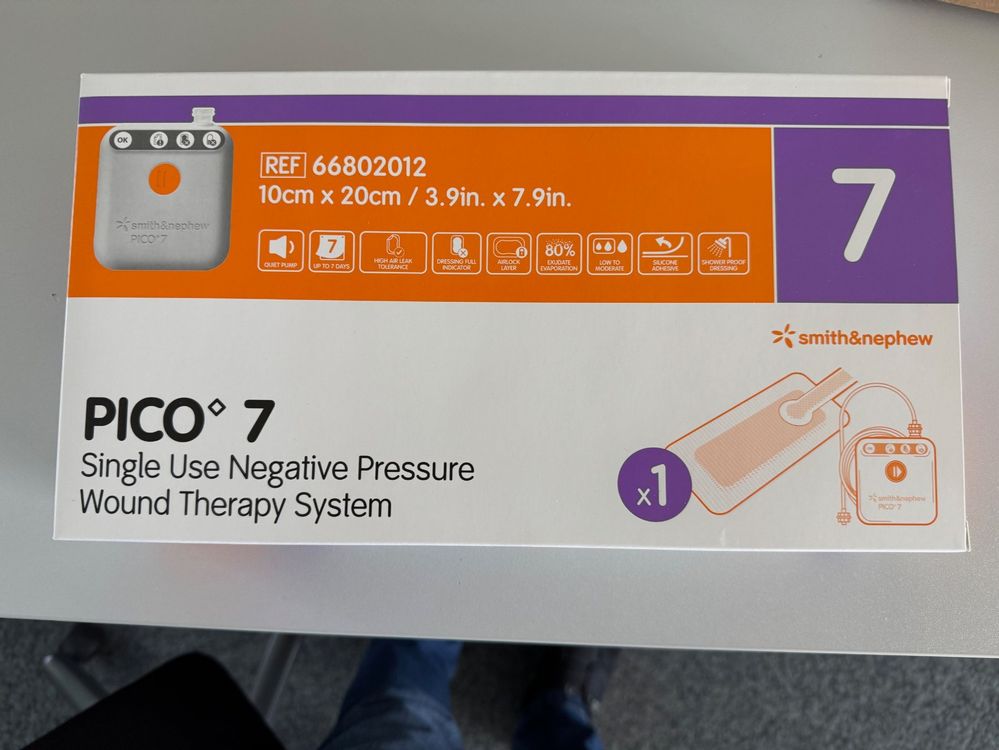 OK
smith&nephew
PICO◇7
REF 66802012
10cm x 20cm / 3.9in. x 7.9in.
QUIET PUMP
7
UP TO 7 DAYS
HIGH AIR LEAK
TOLERANCE
DRESSING FULL
INDICATOR
AIRLOCK
LAYER
80%
EXUDATE
EVAPORATION
LOW TO
MODERATE
SILICONE
ADHESIVE
SHOWER PROOF
DRESSING
7
smith&nephew
PICO◇ 7
Single Use Negative Pressure
Wound Therapy System
x1
smith&nephew
PICO◇7